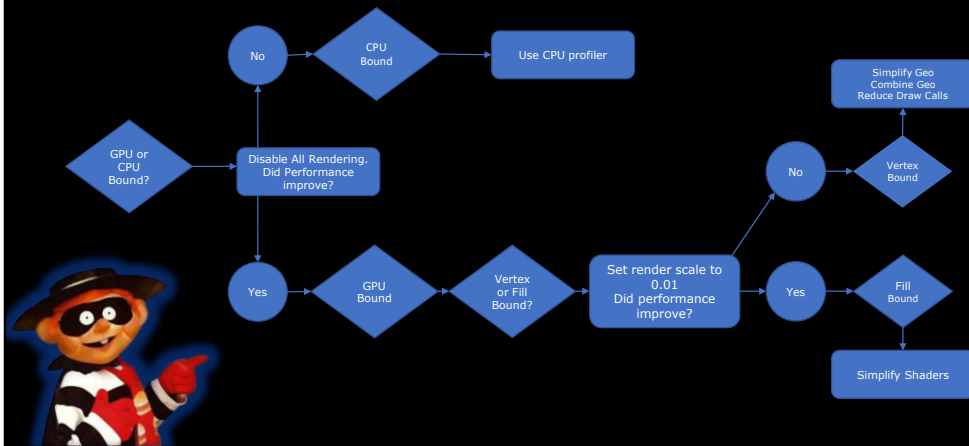 No
CPU
Bound
Use CPU profiler
Simplify Geo
Combine Geo
Reduce Draw Calls
GPU or
CPU
Bound?
Disable All Rendering.
Did Performance
improve?
No
Vertex
Bound
Yes
GPU
Bound
Vertex
or Fill
Bound?
Set render scale to
0.01
Did performance
improve?
Yes
Fill
Bound
Simplify Shaders